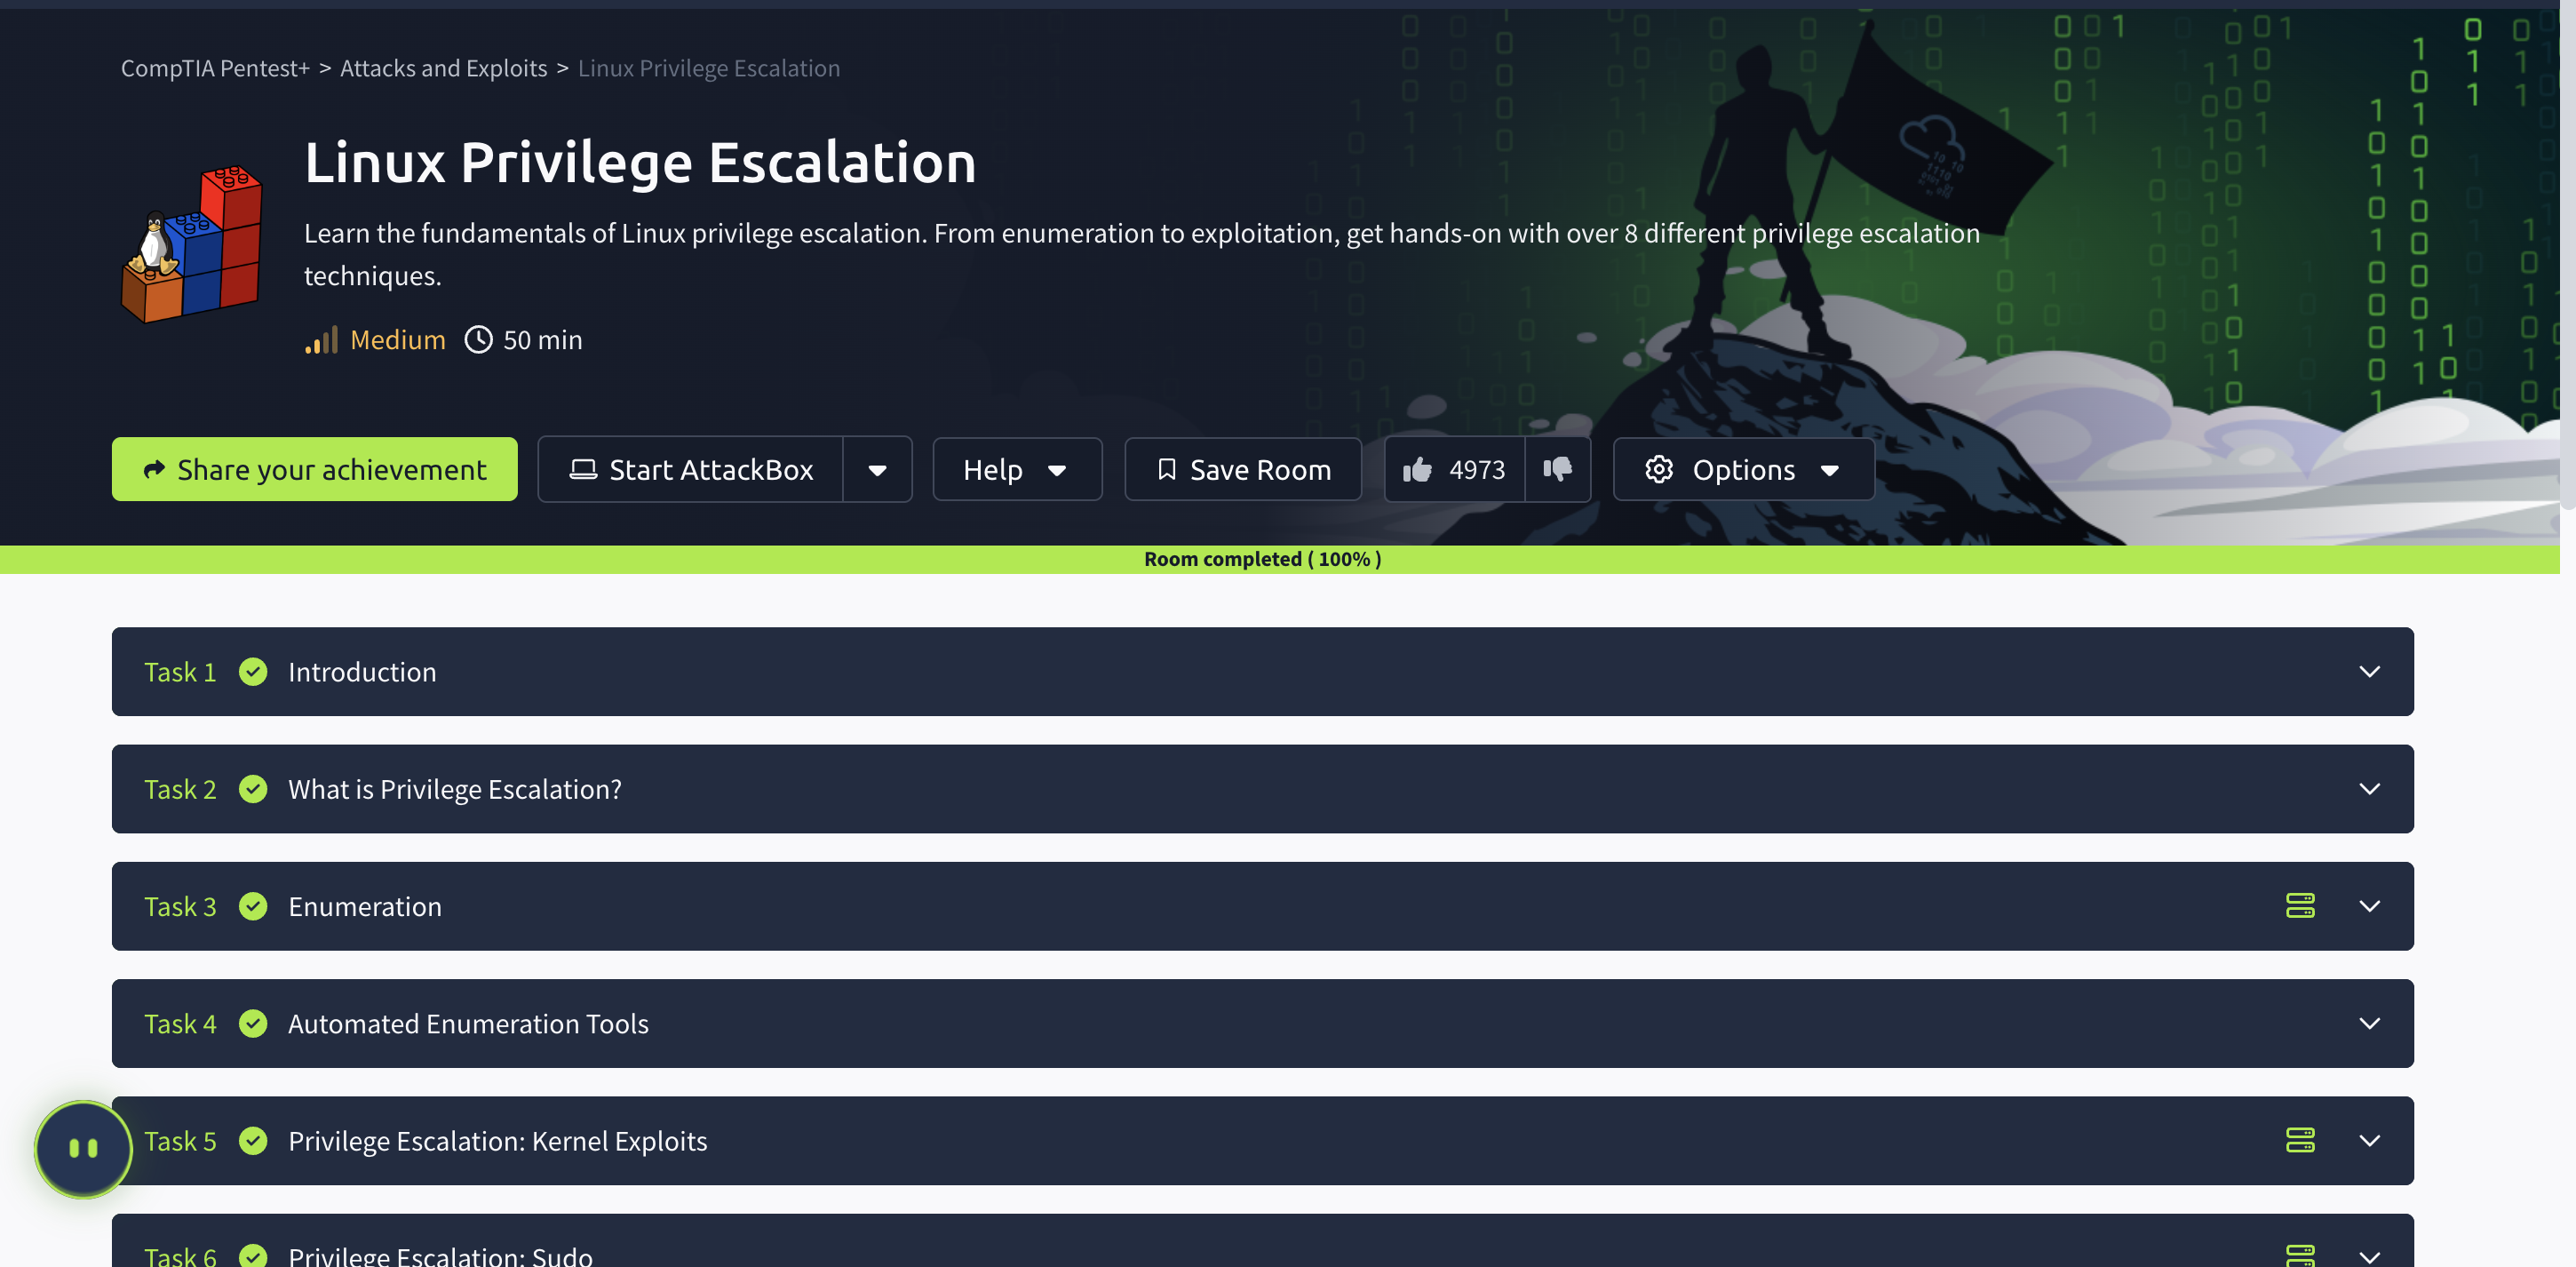 CompTIA Pentest+ > Attacks and Exploits > Linux Privilege Escalation
Linux Privilege Escalation
Learn the fundamentals of Linux privilege escalation. From enumeration to exploitation, get hands-on with over 8 different privilege escalation
techniques.
Medium 50 min
Share your achievement Start AttackBox Help Save Room 4973 Options
Room completed ( 100% )
Task 1 Introduction
Task 2 What is Privilege Escalation?
Task 3 Enumeration
Task 4 Automated Enumeration Tools
Task 5 Privilege Escalation: Kernel Exploits
Task 6 Privilege Escalation: Sudo